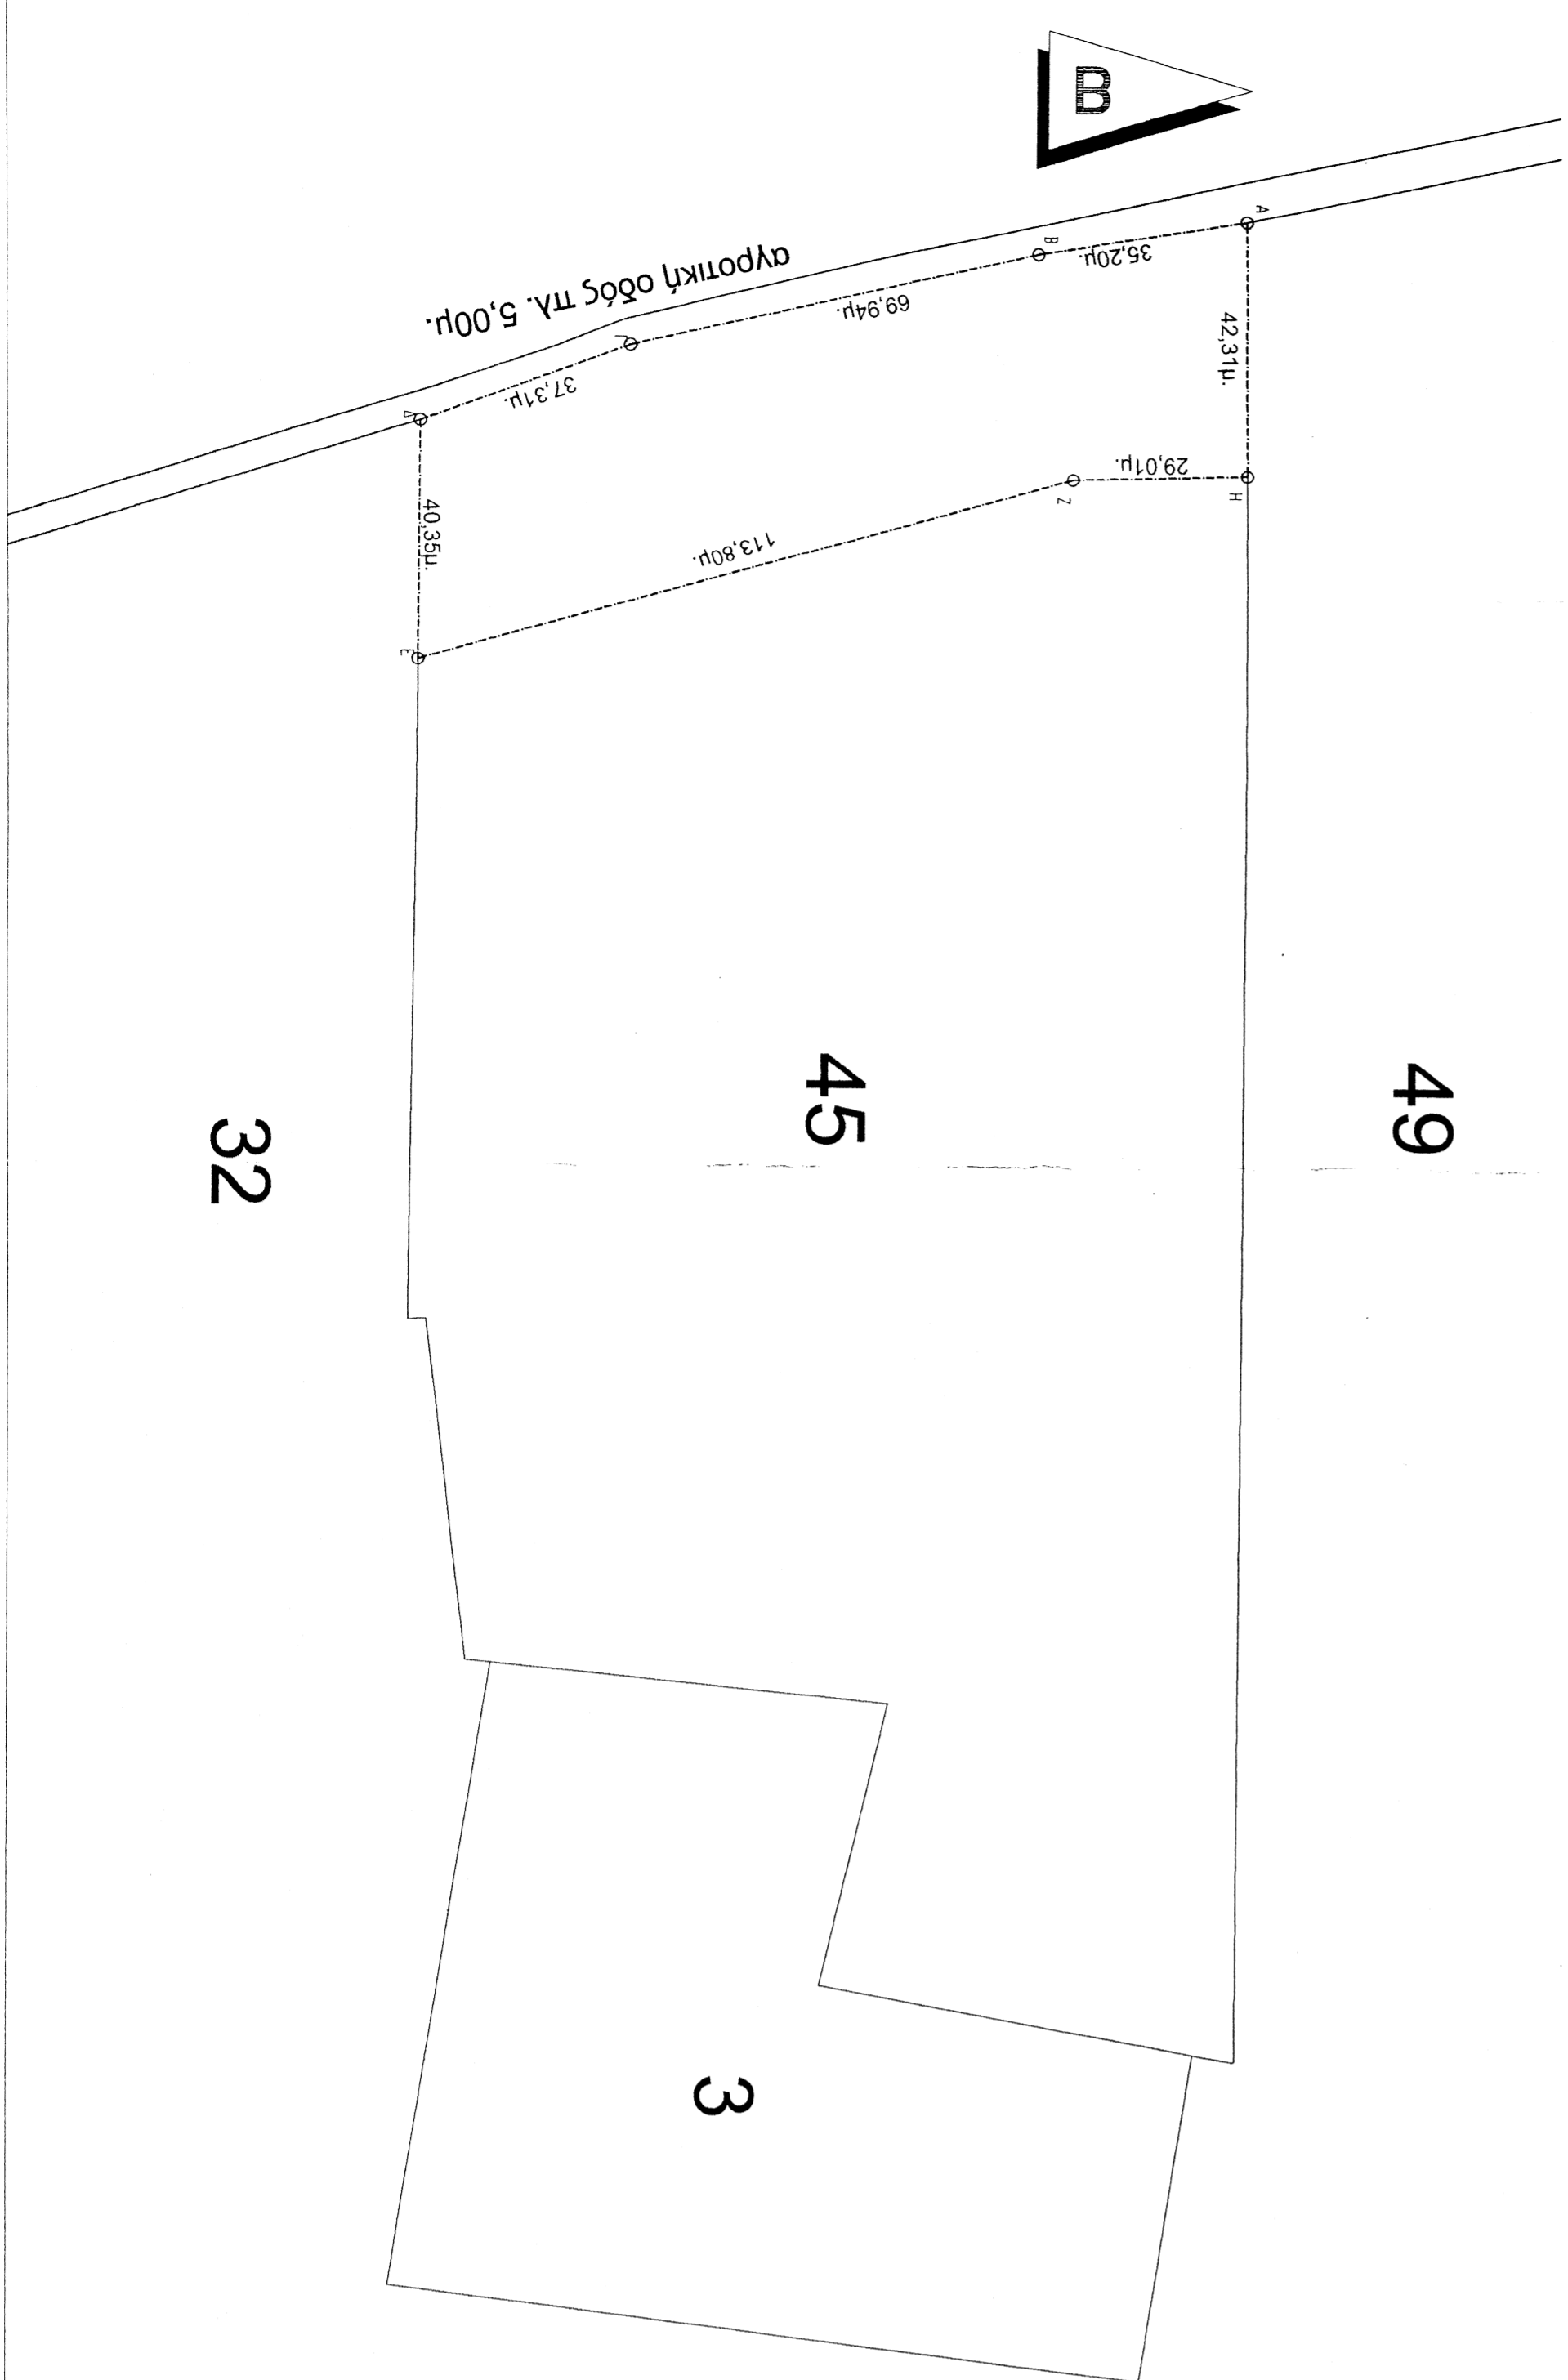 B
A
35,20μ.
B
42,31μ.
αγροτική οδός πλ. 5,00μ.
69,94μ.
Γ
37,31μ.
Δ
29,01μ.
H
Z
40,35μ.
113,80μ.
E
49
45
32
3